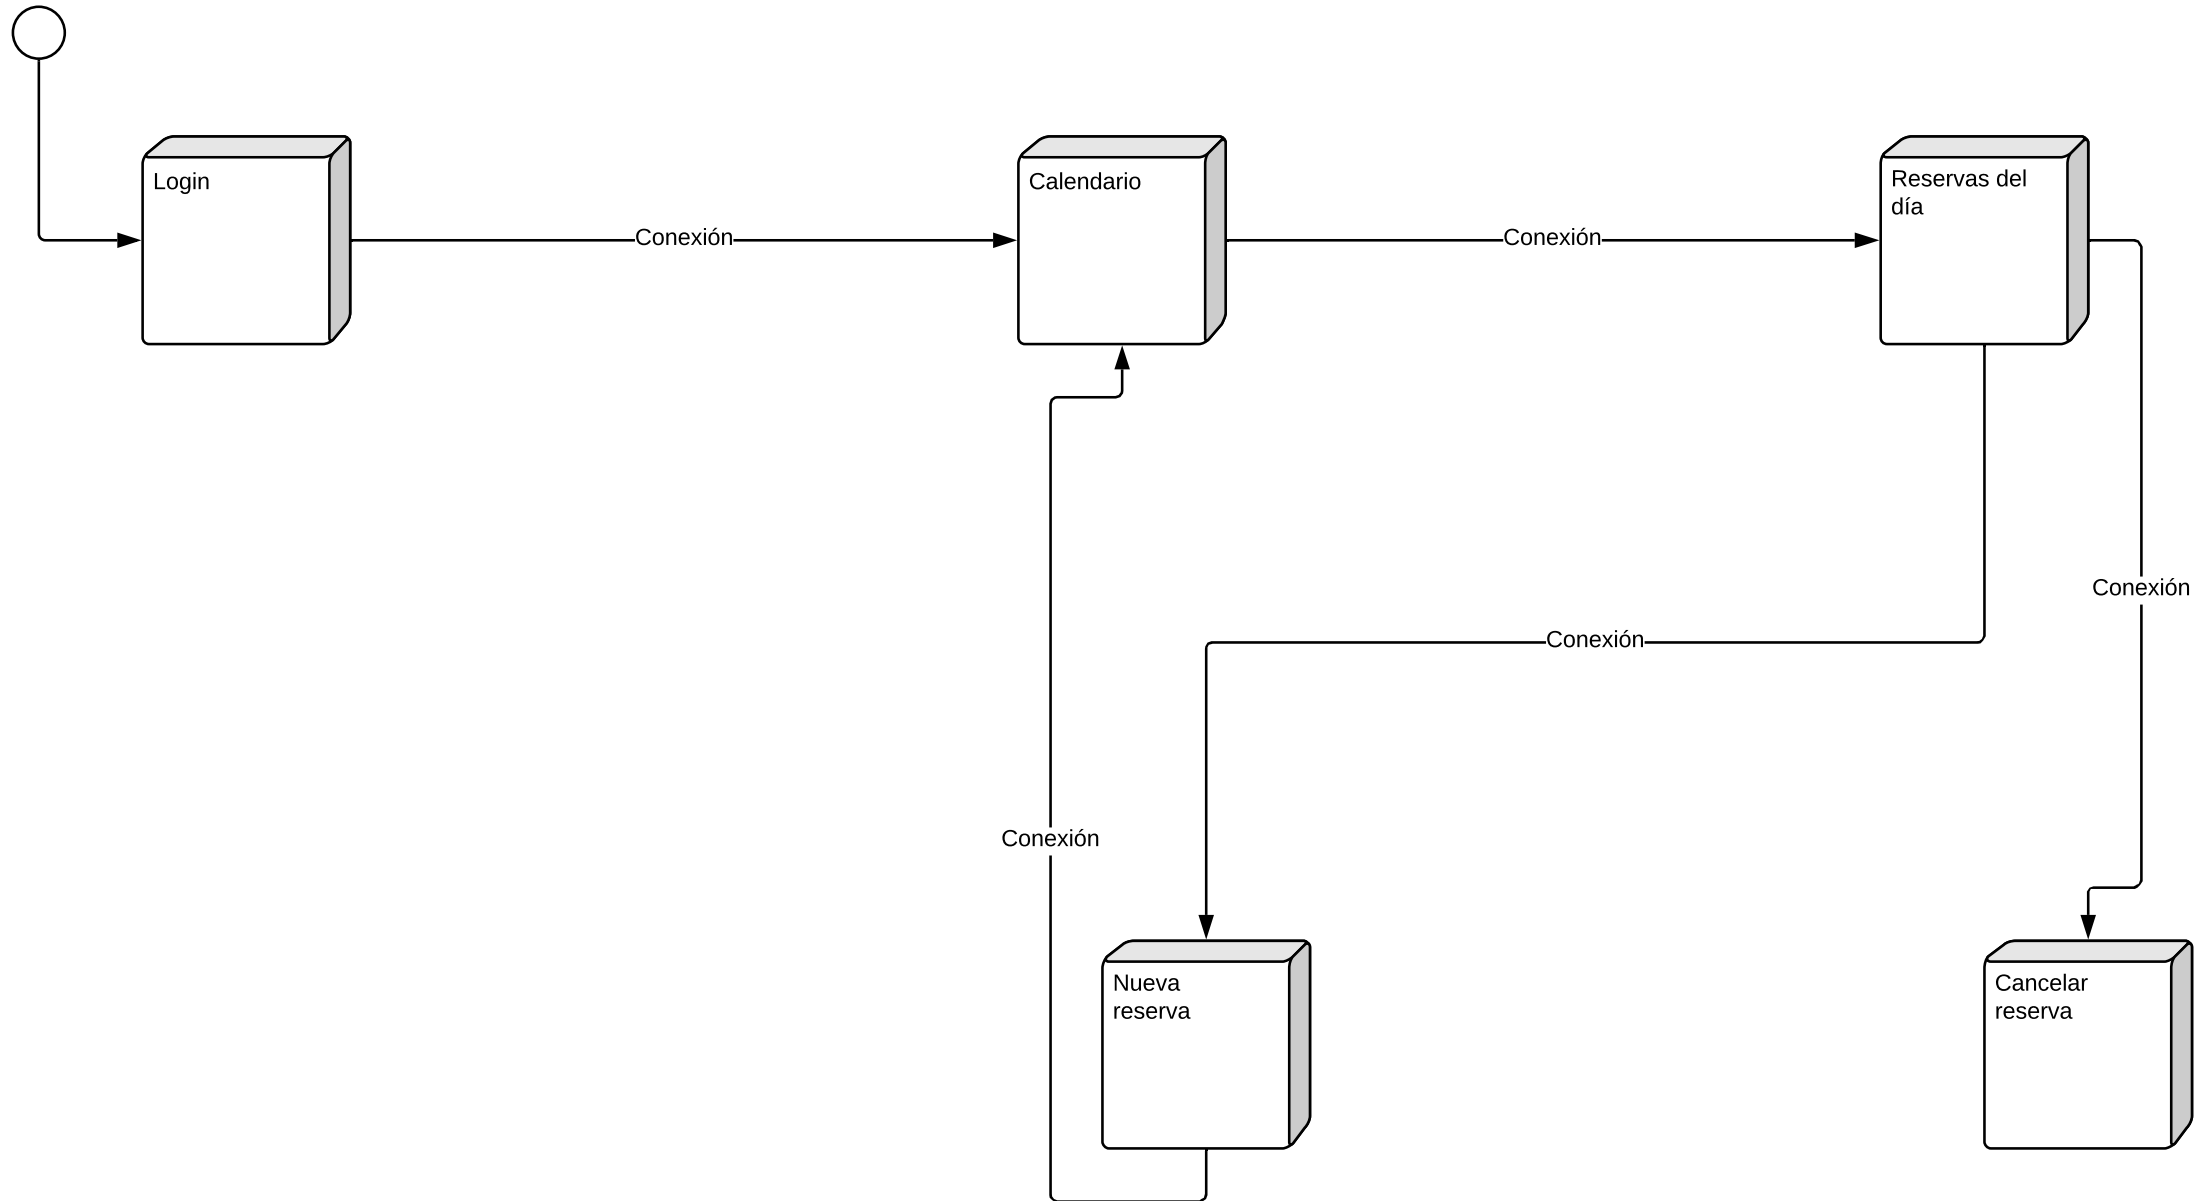 Login
Calendario
Reservas del
día
Conexión
Conexión
Conexión
Conexión
Conexión
Nueva
reserva
Cancelar
reserva